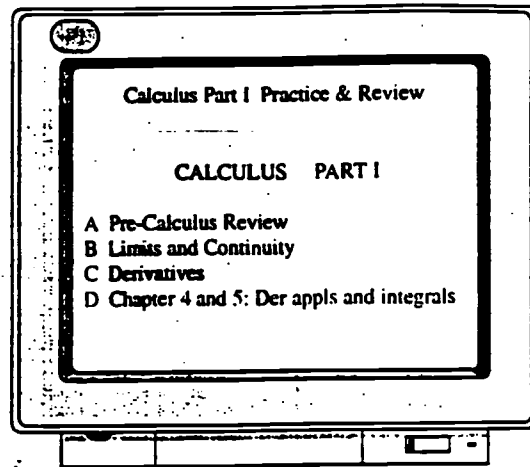 Calculus Part I Practice & Review
CALCULUS PART I
A Pre-Calculus Review
B Limits and Continuity
C Derivatives
D Chapter 4 and 5: Der appls and integrals